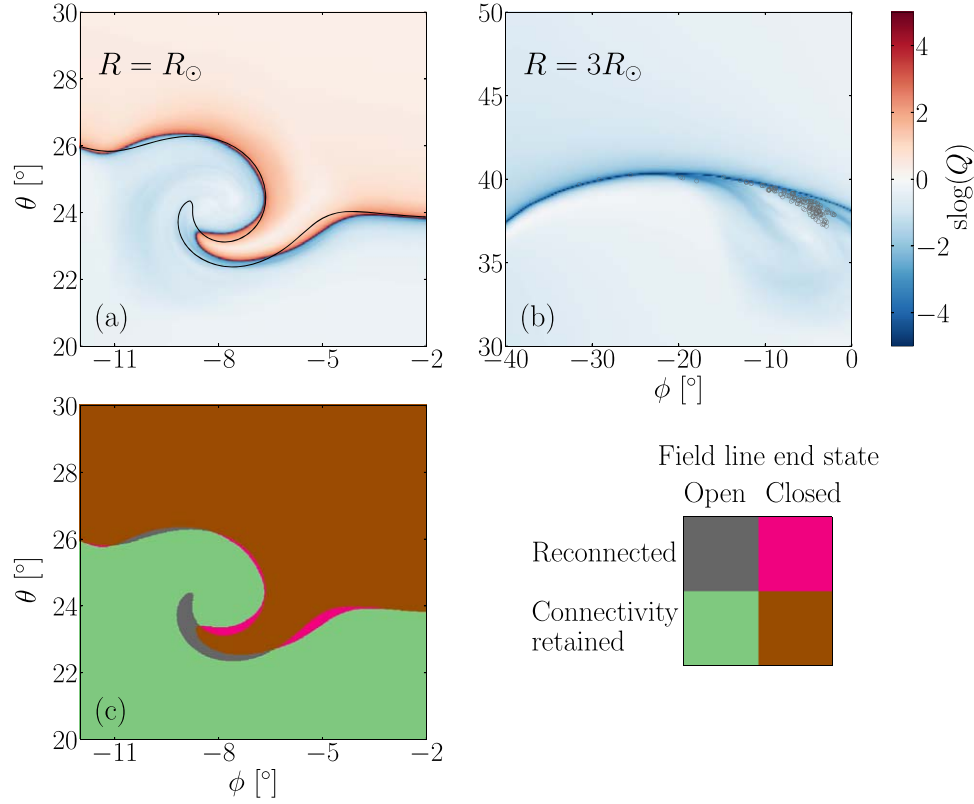 30
28
26
24
22
20
θ [°]
R = R☉
(a)
−11
−8
−5
−2
50
45
40
35
30
R = 3R☉
(b)
−40
−30
−20
−10
0
φ [°]
4
2
0
−2
−4
slog(Q)
30
28
26
24
22
20
θ [°]
(c)
−11
−8
−5
−2
φ [°]
Field line end state
Open Closed
Reconnected
Connectivity
retained